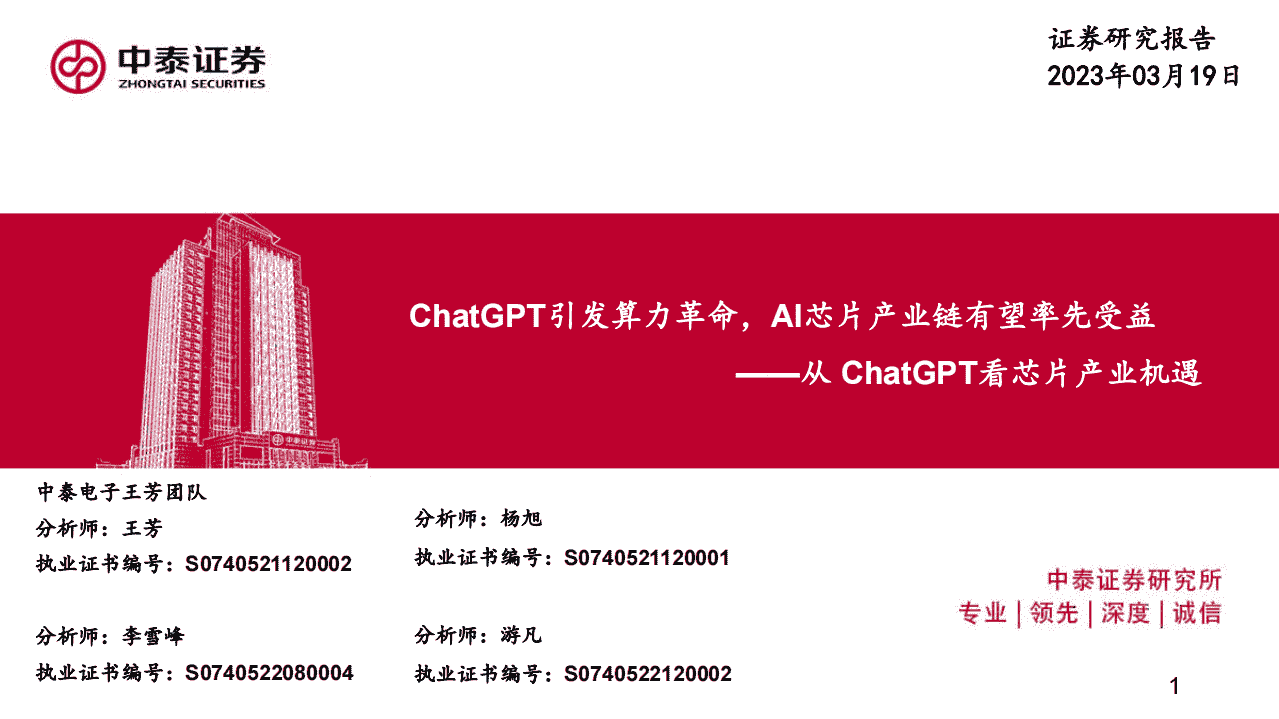 中泰证券
ZHONGTAI SECURITIES
证券研究报告
2023年03月19日
中泰证券
ChatGPT引发算力革命，AI芯片产业链有望率先受益
——从 ChatGPT看芯片产业机遇
中泰电子王芳团队
分析师：王芳
执业证书编号：S0740521120002
分析师：杨旭
执业证书编号：S0740521120001
分析师：李雪峰
执业证书编号：S0740522080004
分析师：游凡
执业证书编号：S0740522120002
中泰证券研究所
专业｜领先｜深度｜诚信
1